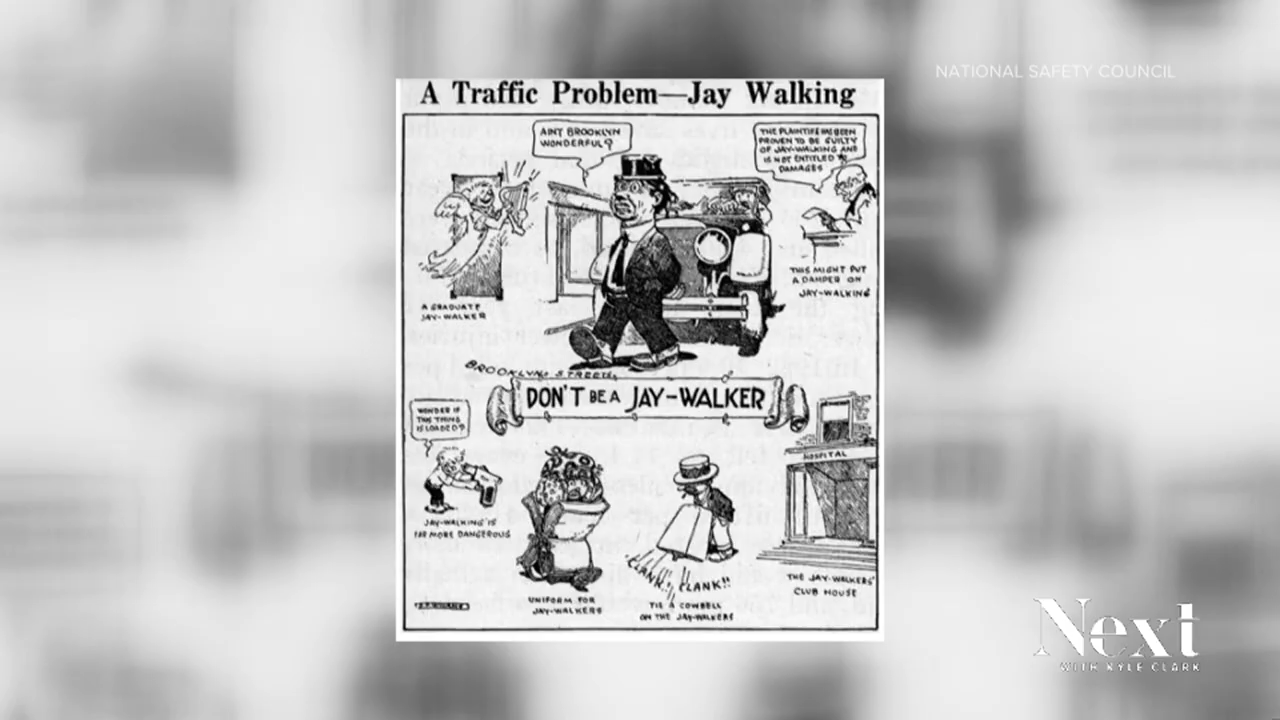 NATIONAL SAFETY COUNCIL
A Traffic Problem—Jay Walking
AINT BROOKLYN
WONDERFUL?
THE PLAINTIFF HAS BEEN
PROVEN TO BE GUILTY
OF JAY-WALKING AND
IS NOT ENTITLED TO
DAMAGES
A GRADUATE
JAY-WALKER
THIS MIGHT PUT
A DAMPER ON
JAY-WALKING
BROOKLYN STREETS
DON'T BE A JAY-WALKER
WONDER IF
THIS THING
IS LOADED?
JAY-WALKING IS
FAR MORE DANGEROUS
UNIFORM FOR
JAY-WALKERS
CLANK! CLANK!!
TIE A COWBELL
ON THE JAY-WALKERS
HOSPITAL
THE JAY-WALKERS'
CLUB HOUSE
Next
WITH KYLE CLARK